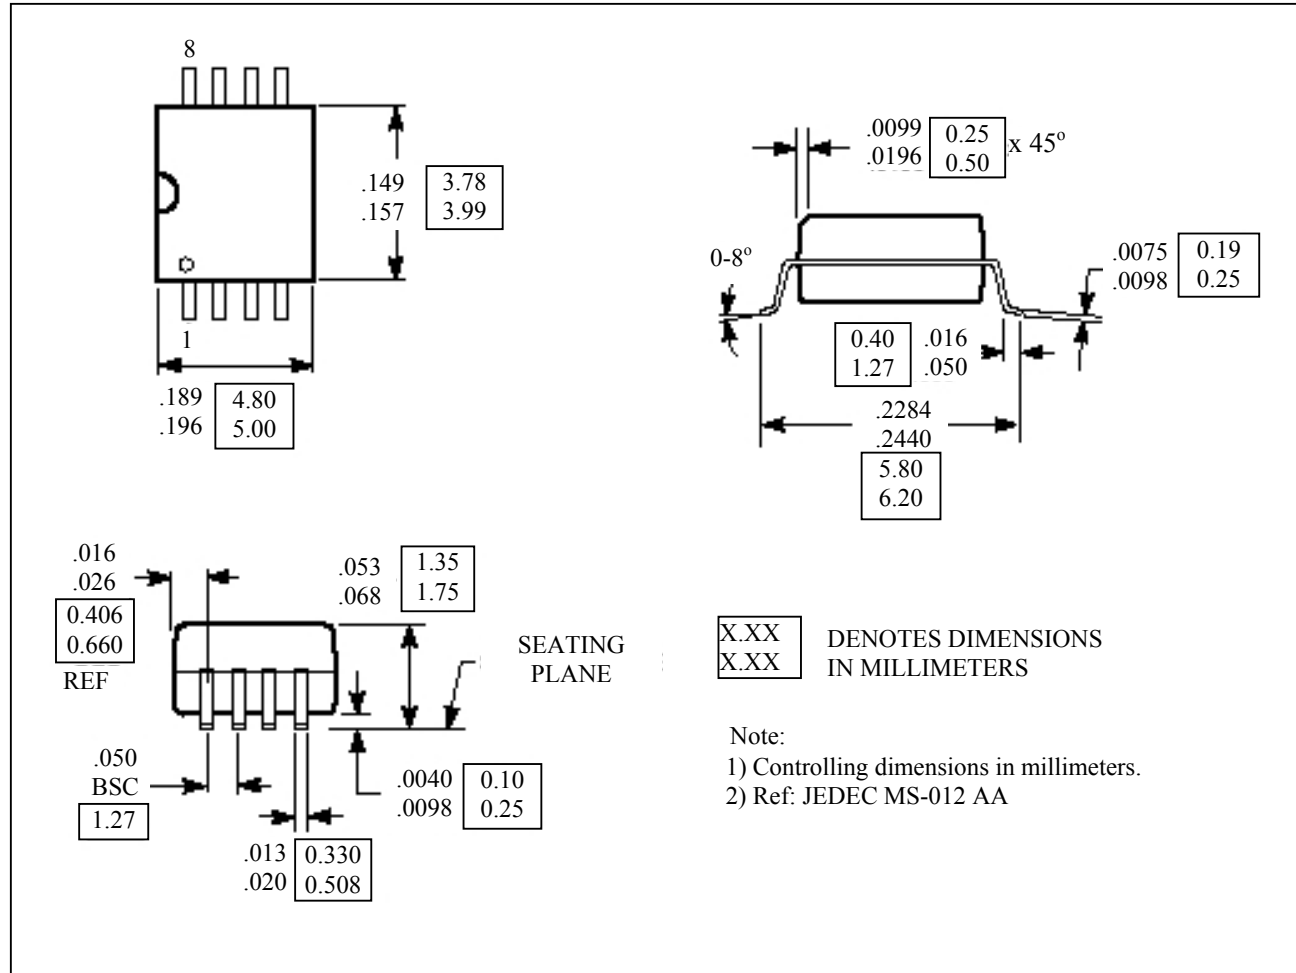 8
.149 3.78
.157 3.99
1
.189 4.80
.196 5.00
.0099 0.25 x 45º
.0196 0.50
0-8º
.0075 0.19
.0098 0.25
0.40 .016
1.27 .050
.2284
.2440
5.80
6.20
.016
.026
0.406
0.660
REF
.053 1.35
.068 1.75
SEATING
PLANE
.050
BSC
1.27
.0040 0.10
.0098 0.25
.013 0.330
.020 0.508
X.XX DENOTES DIMENSIONS
X.XX IN MILLIMETERS
Note:
1) Controlling dimensions in millimeters.
2) Ref: JEDEC MS-012 AA